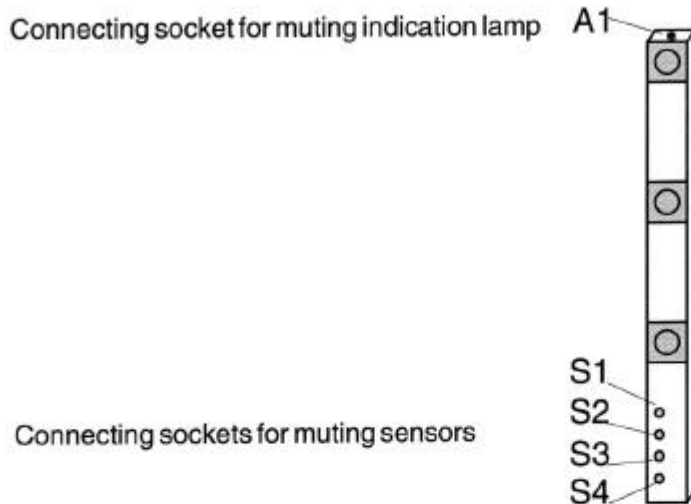 Connecting socket for muting indication lamp
A1
S1
S2
Connecting sockets for muting sensors
S3
S4